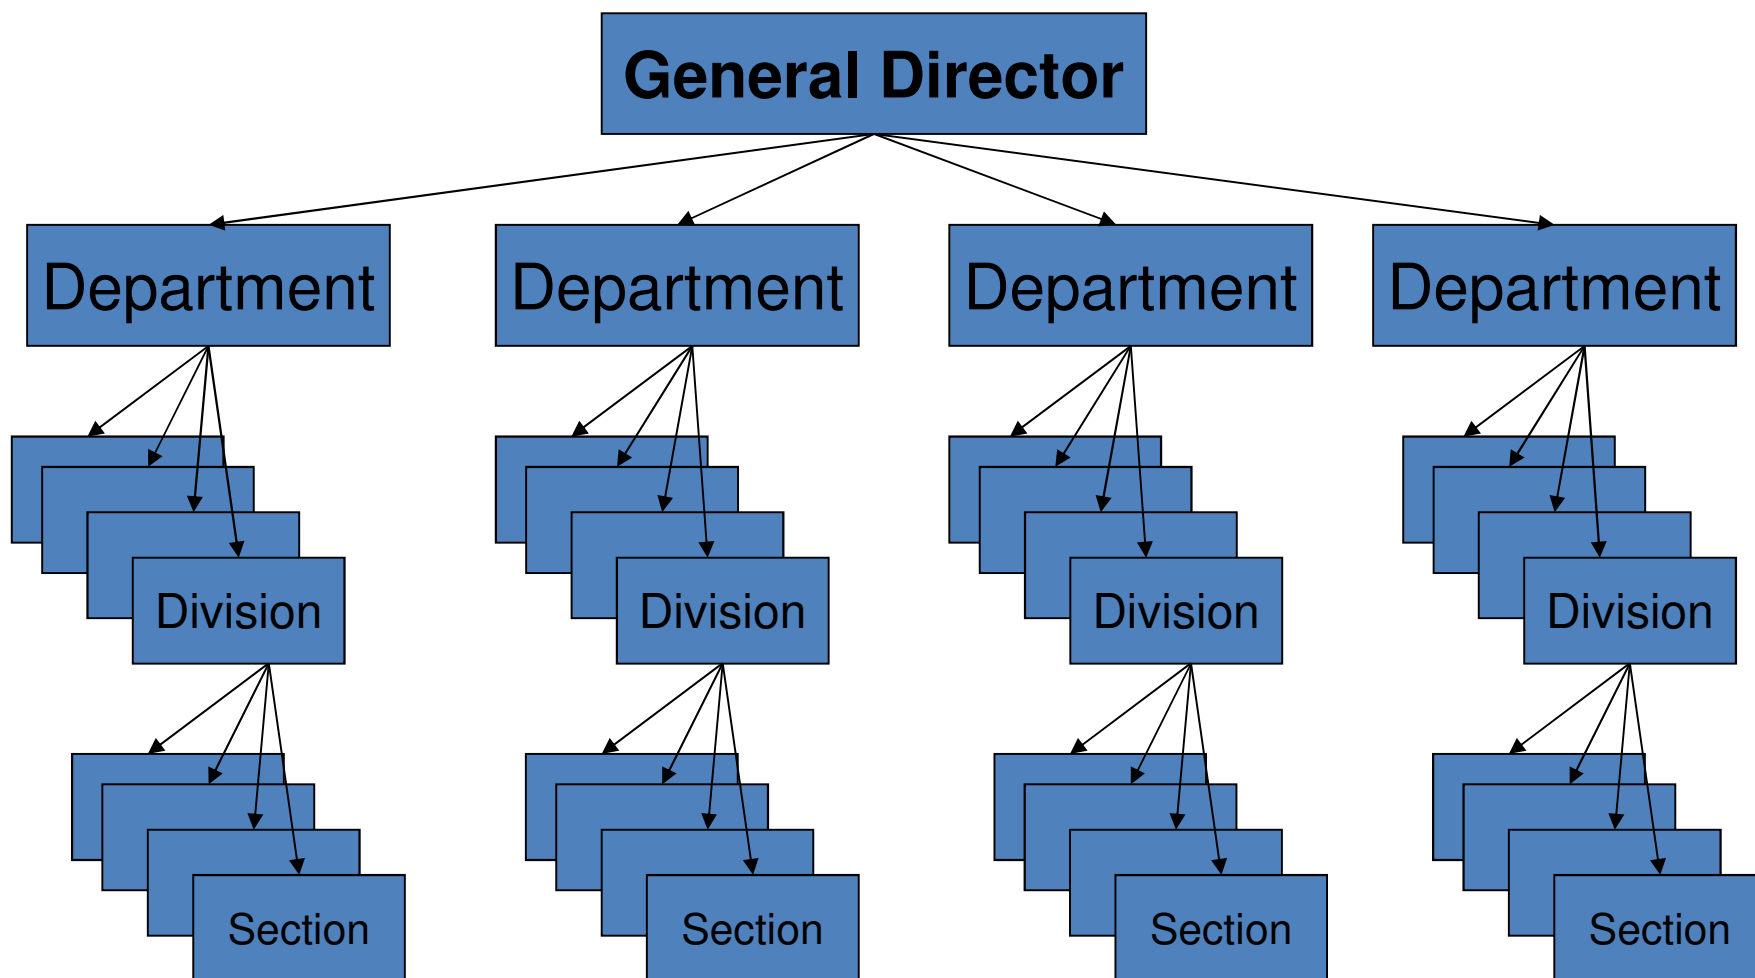 General Director
Department
Department
Department
Department
Division
Division
Division
Division
Section
Section
Section
Section